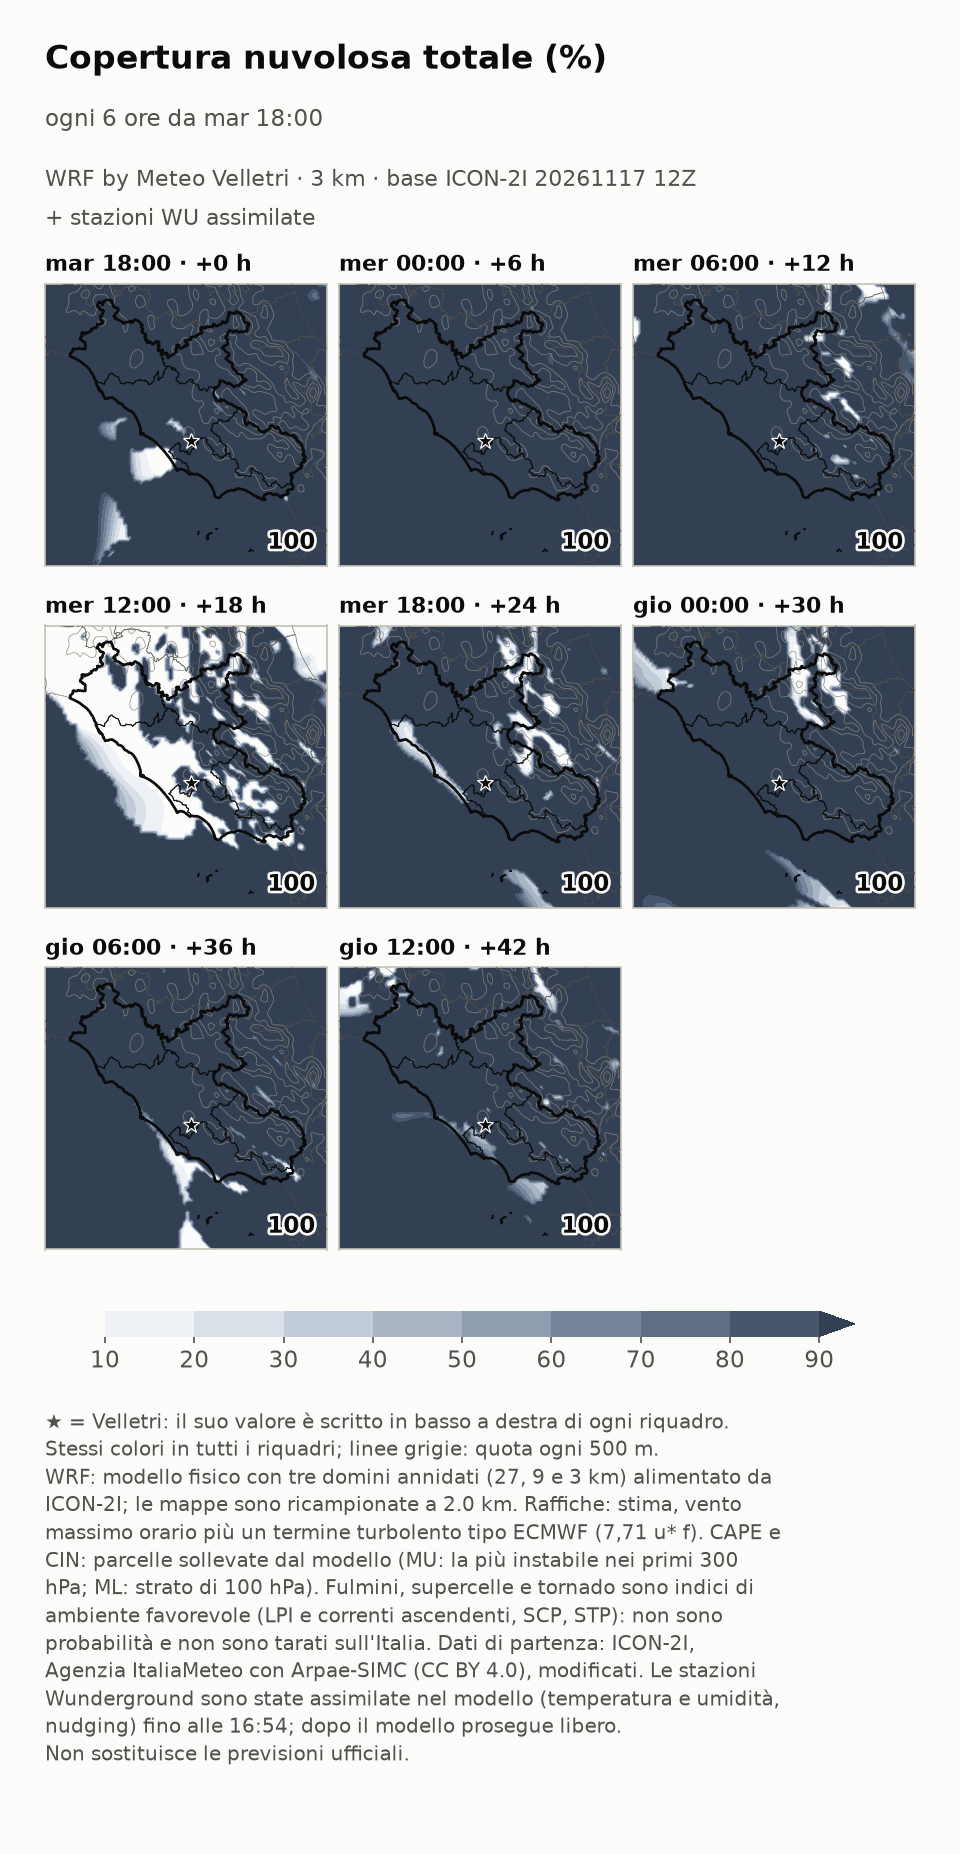 Copertura nuvolosa totale (%)
ogni 6 ore da mar 18:00
WRF by Meteo Velletri · 3 km · base ICON-2I 20261117 12Z
+ stazioni WU assimilate
mar 18:00 · +0 h
mer 00:00 · +6 h
mer 06:00 · +12 h
100
100
100
mer 12:00 · +18 h
mer 18:00 · +24 h
gio 00:00 · +30 h
100
100
100
gio 06:00 · +36 h
gio 12:00 · +42 h
100
100
10 20 30 40 50 60 70 80 90
★ = Velletri: il suo valore è scritto in basso a destra di ogni riquadro.
Stessi colori in tutti i riquadri; linee grigie: quota ogni 500 m.
WRF: modello fisico con tre domini annidati (27, 9 e 3 km) alimentato da
ICON-2I; le mappe sono ricampionate a 2.0 km. Raffiche: stima, vento
massimo orario più un termine turbolento tipo ECMWF (7,71 u* f). CAPE e
CIN: parcelle sollevate dal modello (MU: la più instabile nei primi 300
hPa; ML: strato di 100 hPa). Fulmini, supercelle e tornado sono indici di
ambiente favorevole (LPI e correnti ascendenti, SCP, STP): non sono
probabilità e non sono tarati sull'Italia. Dati di partenza: ICON-2I,
Agenzia ItaliaMeteo con Arpae-SIMC (CC BY 4.0), modificati. Le stazioni
Wunderground sono state assimilate nel modello (temperatura e umidità,
nudging) fino alle 16:54; dopo il modello prosegue libero.
Non sostituisce le previsioni ufficiali.